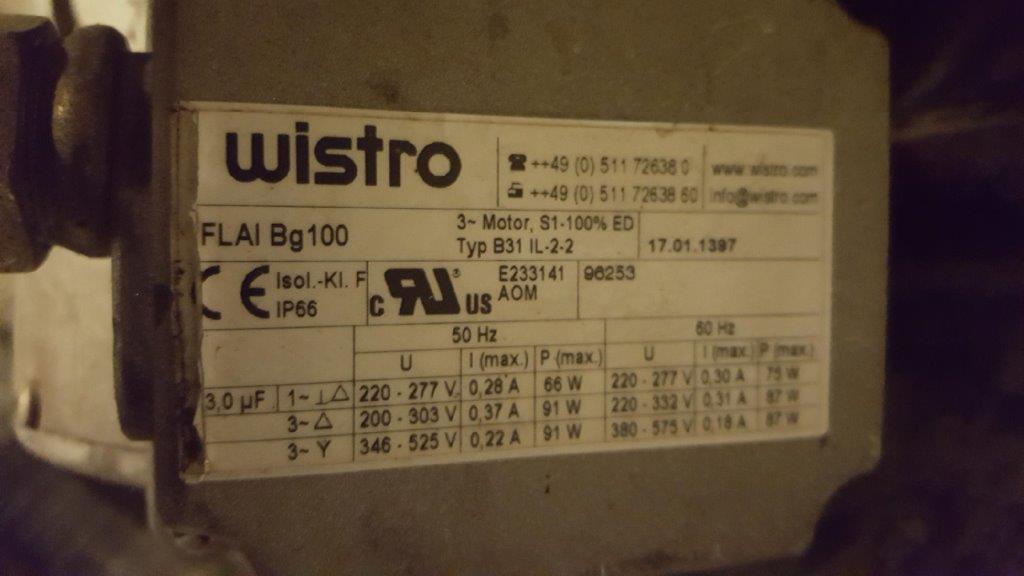 wistro
++49 (0) 511 72638 0
www.wistro.com
++49 (0) 511 72638 60
info@wistro.com
FLAI Bg100
3~ Motor, S1-100% ED
Typ B31 IL-2-2
17.01.1397
CE
Isol.-Kl. F
IP66
c RU ® US
E233141
AOM
96253
50 Hz 60 Hz
U I (max.) P (max.) U I (max.) P (max.)
3,0 µF 1~ ⊥ △ 220 - 277 V 0,28 A 66 W 220 - 277 V 0,30 A 75 W
3~ △ 200 - 303 V 0,37 A 91 W 220 - 332 V 0,31 A 87 W
3~ Y 346 - 525 V 0,22 A 91 W 380 - 575 V 0,18 A 87 W